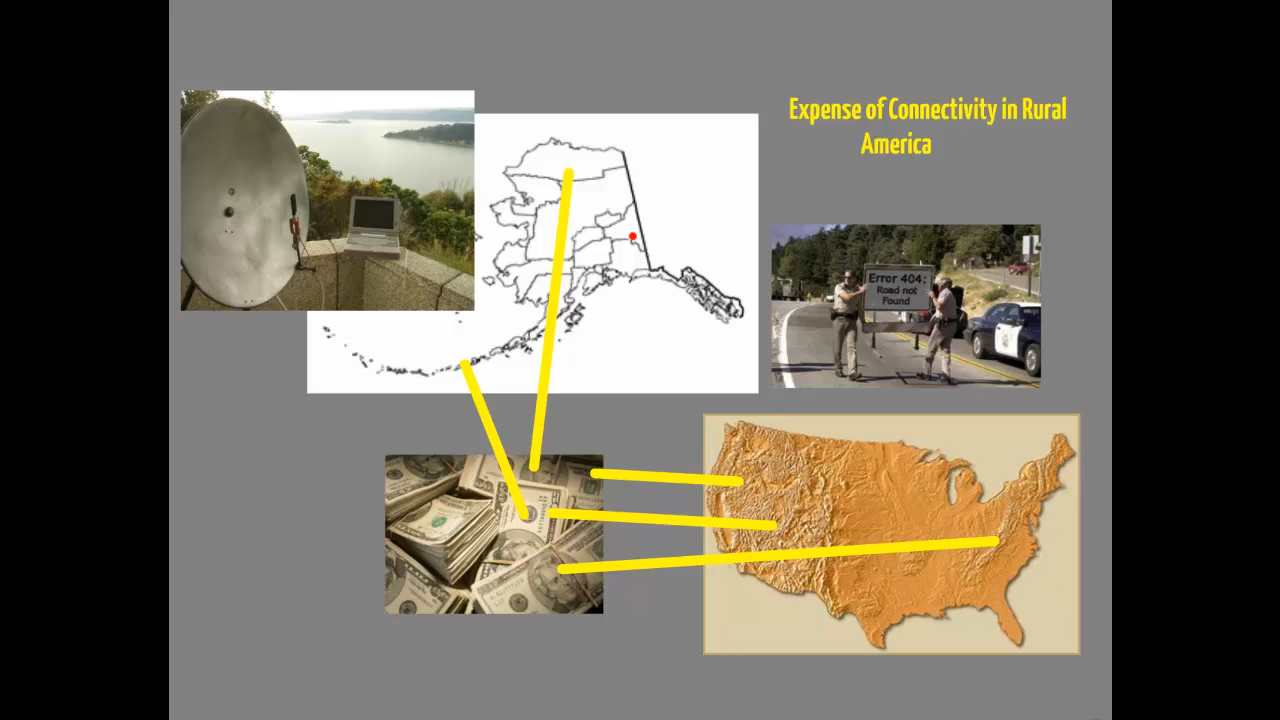 Expense of Connectivity in Rural
America
Error 404:
Road not
Found